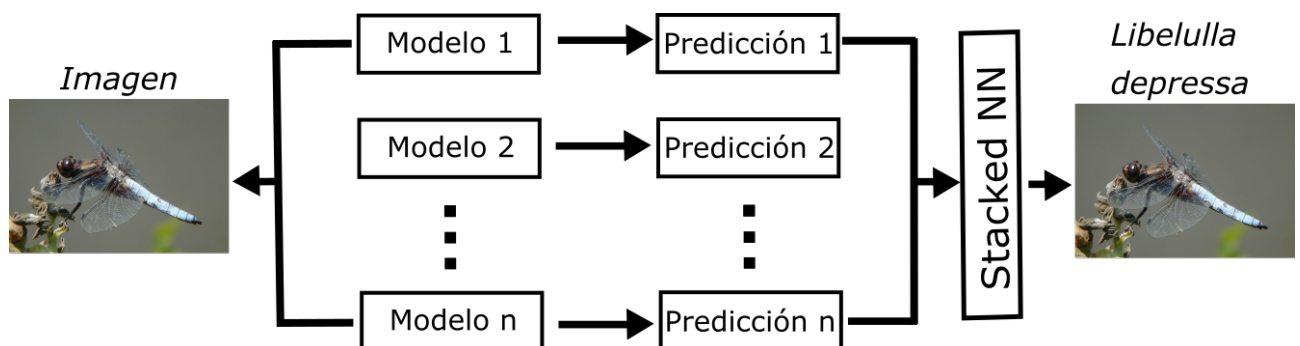 Imagen
Modelo 1
Predicción 1
Modelo 2
Predicción 2
Modelo n
Predicción n
Stacked NN
Libelulla
depressa